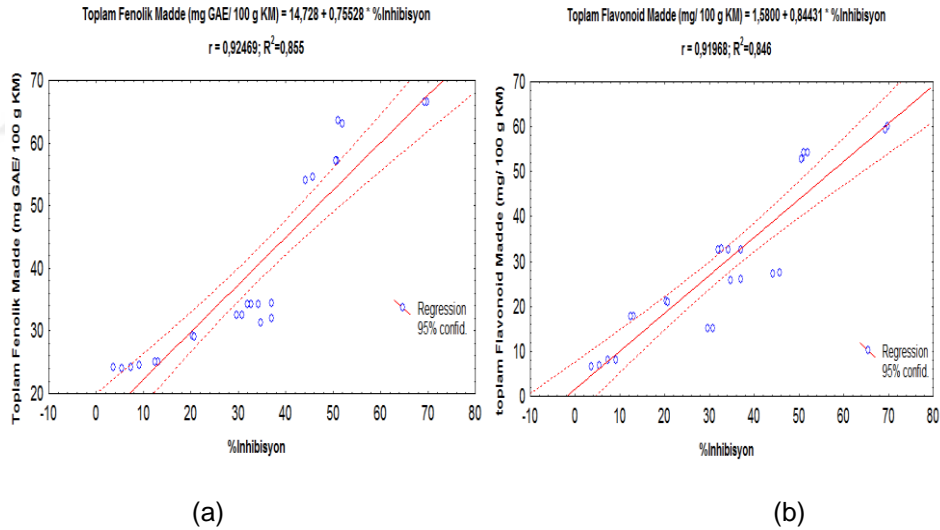 Toplam Fenolik Madde (mg GAE/ 100 g KM) = 14,728 + 0,75528 * %Inhibisyon
r = 0,92469; R²=0,855
Toplam Fenolik Madde (mg GAE/ 100 g KM)
70
60
50
40
30
20
-10 0 10 20 30 40 50 60 70 80
%Inhibisyon
Regression
95% confid.
(a)
Toplam Flavonoid Madde (mg/ 100 g KM) = 1,5800 + 0,84431 * %Inhibisyon
r = 0,91968; R²=0,846
toplam Flavonoid Madde (mg/ 100 g KM)
70
60
50
40
30
20
10
0
-10 0 10 20 30 40 50 60 70 80
%Inhibisyon
Regression
95% confid.
(b)